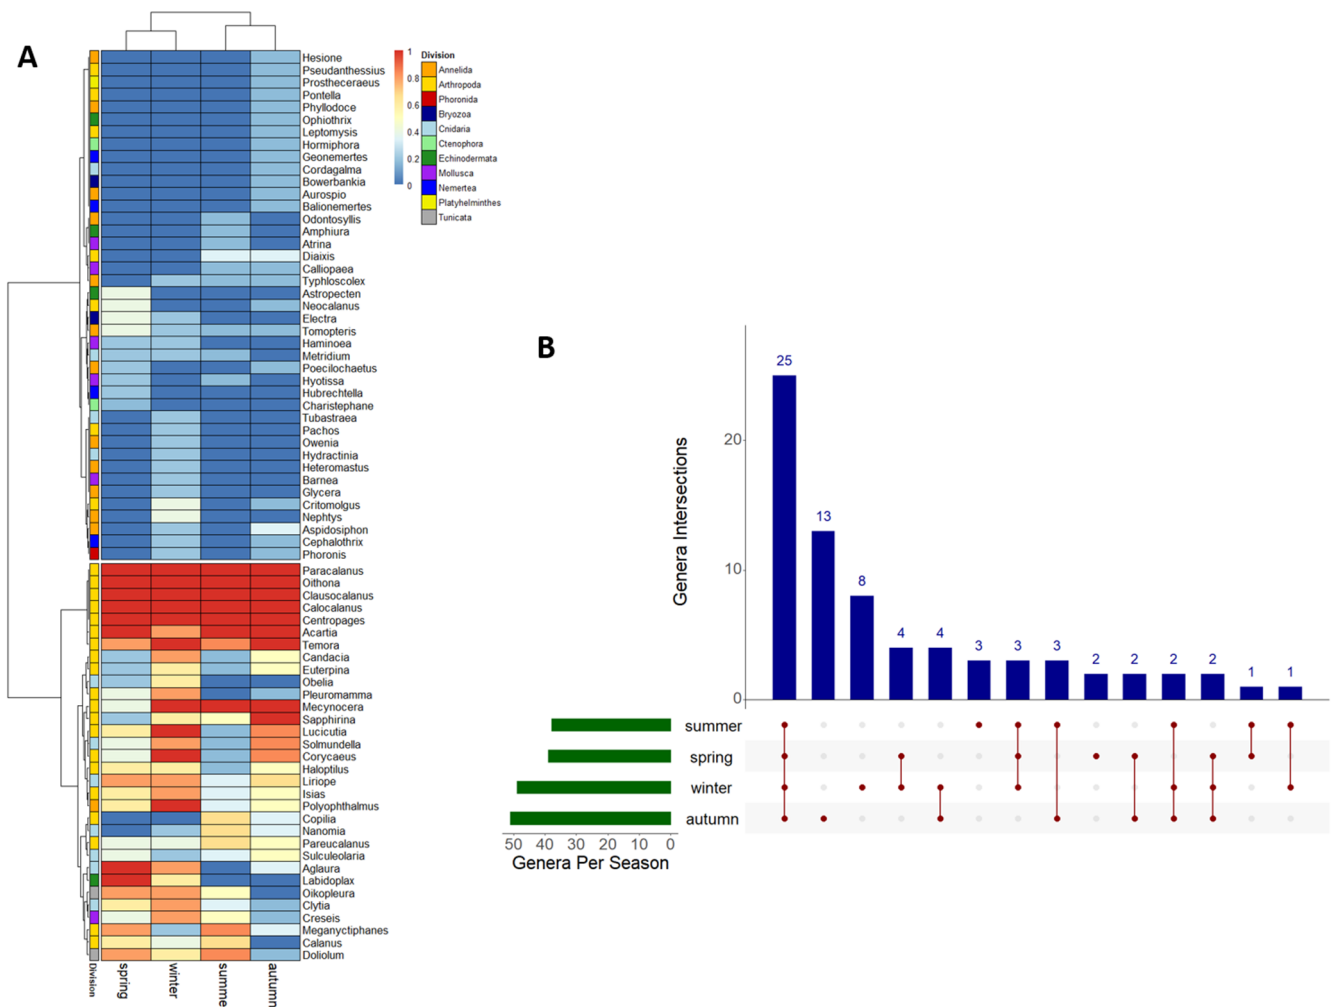 A
Hesione
Pseudanthessius
Prostheceraeus
Pontella
Phyllodoce
Ophiothrix
Leptomysis
Hormiphora
Geonemertes
Cordagalma
Bowerbankia
Aurospio
Balionemertes
Odontosyllis
Amphiura
Atrina
Diaixis
Calliopaea
Typhloscolex
Astropecten
Neocalanus
Electra
Tomopteris
Haminoea
Metridium
Poecilochaetus
Hyotissa
Hubrechtella
Charistephane
Tubastraea
Pachos
Owenia
Hydractinia
Heteromastus
Barnea
Glycera
Critomolgus
Nephtys
Aspidosiphon
Cephalothrix
Phoronis
Paracalanus
Oithona
Clausocalanus
Calocalanus
Centropages
Acartia
Temora
Candacia
Euterpina
Obelia
Pleuromamma
Mecynocera
Sapphirina
Lucicutia
Solmundella
Corycaeus
Haloptilus
Liriope
Isias
Polyophthalmus
Copilia
Nanomia
Pareucalanus
Sulculeolaria
Aglaura
Labidoplax
Oikopleura
Clytia
Creseis
Meganyctiphanes
Calanus
Doliolum
Division
spring
winter
summe
autumn
1
0.8
0.6
0.4
0.2
0
Division
Annelida
Arthropoda
Phoronida
Bryozoa
Cnidaria
Ctenophora
Echinodermata
Mollusca
Nemertea
Platyhelminthes
Tunicata
B
Genera Intersections
20
10
0
25
13
8
4
4
3
3
3
2
2
2
2
1
1
summer
spring
winter
autumn
50 40 30 20 10 0
Genera Per Season